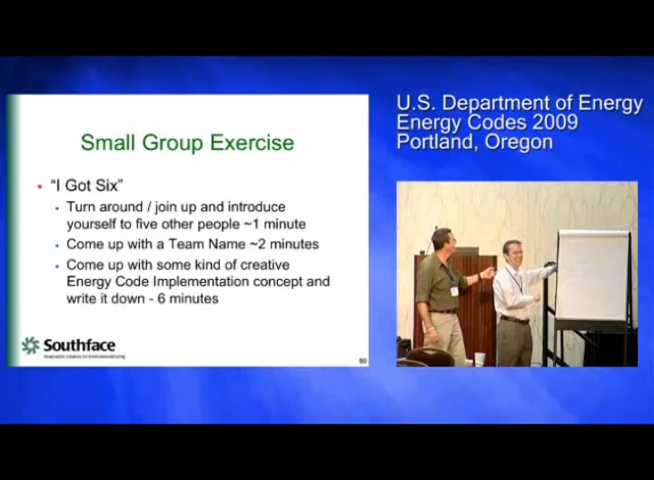 Small Group Exercise
"I Got Six"
Turn around / join up and introduce
yourself to five other people ~1 minute
Come up with a Team Name ~2 minutes
Come up with some kind of creative
Energy Code Implementation concept and
write it down - 6 minutes
Southface
U.S. Department of Energy
Energy Codes 2009
Portland, Oregon